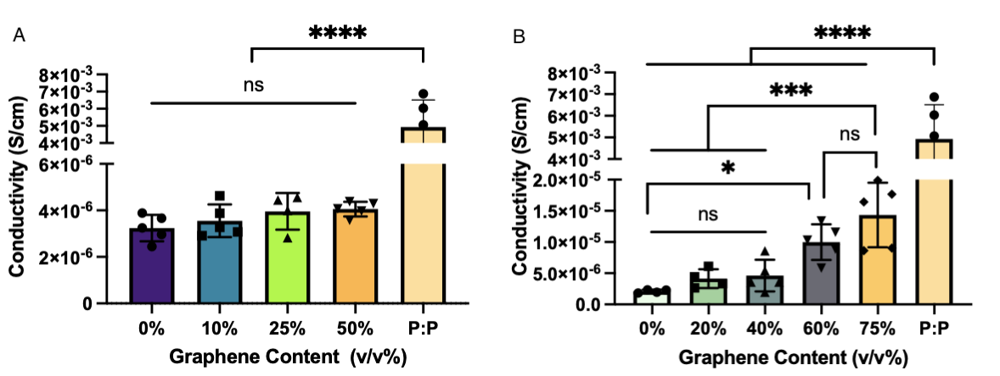 A
Conductivity (S/cm)
8×10⁻³
7×10⁻³
6×10⁻³
5×10⁻³
4×10⁻³
6×10⁻⁶
4×10⁻⁶
2×10⁻⁶
0
ns
****
0% 10% 25% 50% P:P
Graphene Content (v/v%)
B
Conductivity (S/cm)
8×10⁻³
7×10⁻³
6×10⁻³
5×10⁻³
4×10⁻³
2.0×10⁻⁵
1.5×10⁻⁵
1.0×10⁻⁵
5.0×10⁻⁶
0.0
****
***
ns
*
ns
0% 20% 40% 60% 75% P:P
Graphene Content (v/v%)